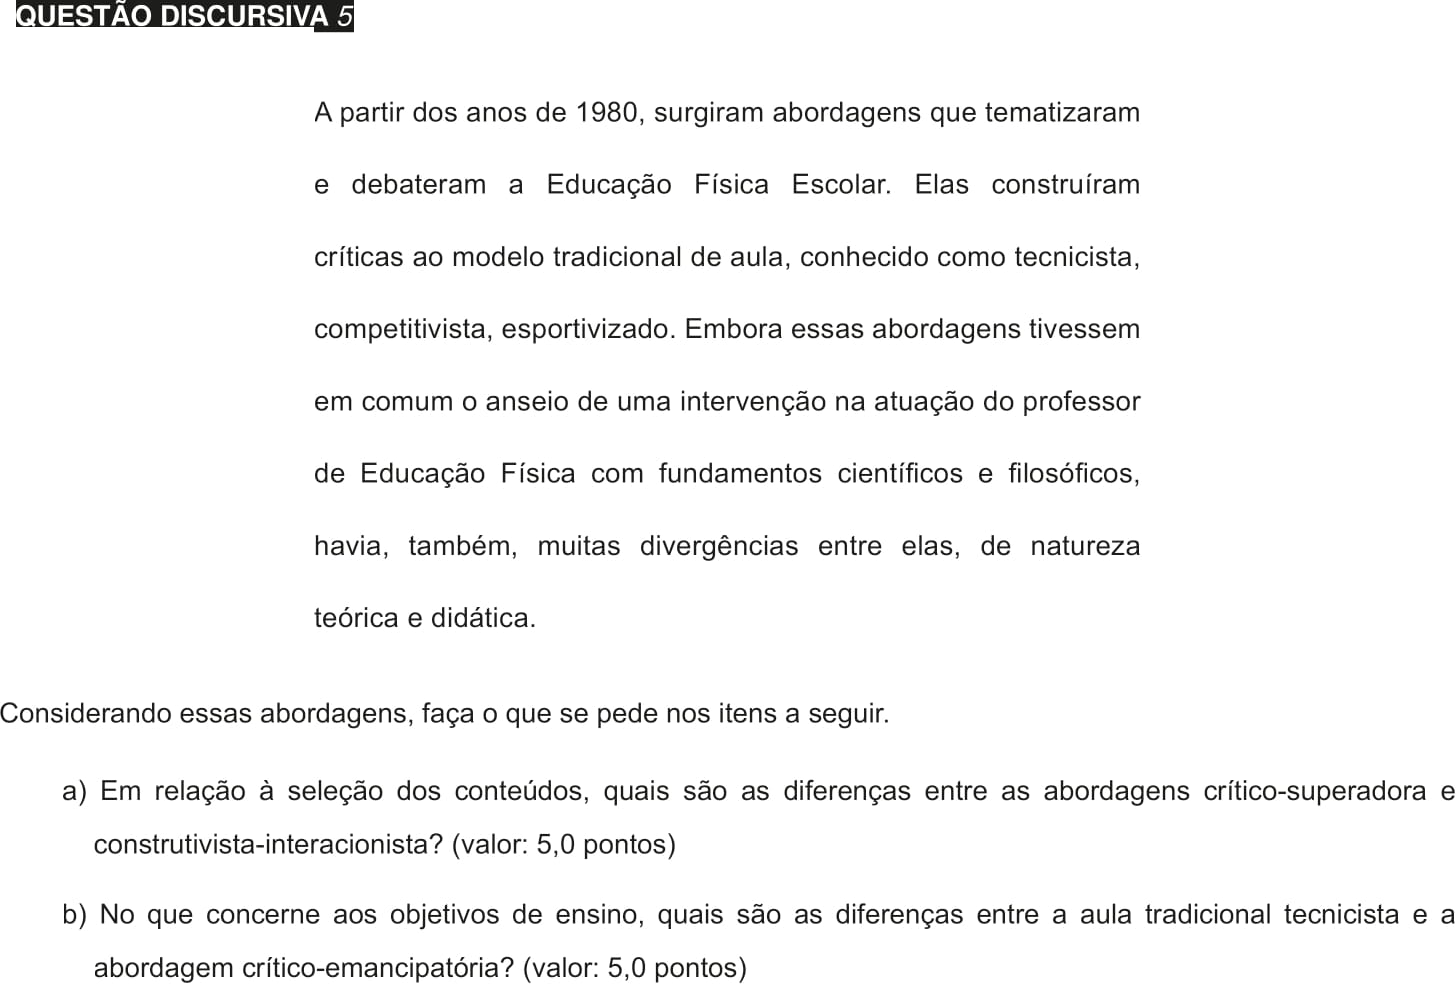 QUESTÃO DISCURSIVA 5
A partir dos anos de 1980, surgiram abordagens que tematizaram
e debateram a Educação Física Escolar. Elas construíram
críticas ao modelo tradicional de aula, conhecido como tecnicista,
competitivista, esportivizado. Embora essas abordagens tivessem
em comum o anseio de uma intervenção na atuação do professor
de Educação Física com fundamentos científicos e filosóficos,
havia, também, muitas divergências entre elas, de natureza
teórica e didática.
Considerando essas abordagens, faça o que se pede nos itens a seguir.
a) Em relação à seleção dos conteúdos, quais são as diferenças entre as abordagens crítico-superadora e
construtivista-interacionista? (valor: 5,0 pontos)
b) No que concerne aos objetivos de ensino, quais são as diferenças entre a aula tradicional tecnicista e a
abordagem crítico-emancipatória? (valor: 5,0 pontos)